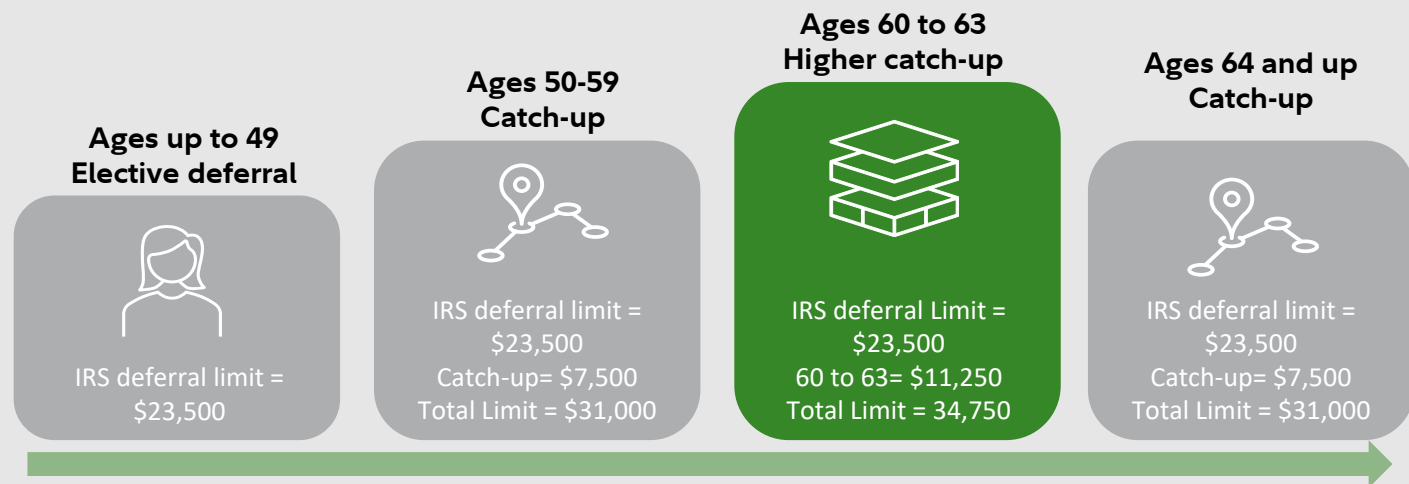 Ages up to 49
Elective deferral
IRS deferral limit =
$23,500
Ages 50-59
Catch-up
IRS deferral limit =
$23,500
Catch-up= $7,500
Total Limit = $31,000
Ages 60 to 63
Higher catch-up
IRS deferral Limit =
$23,500
60 to 63= $11,250
Total Limit = 34,750
Ages 64 and up
Catch-up
IRS deferral limit =
$23,500
Catch-up= $7,500
Total Limit = $31,000